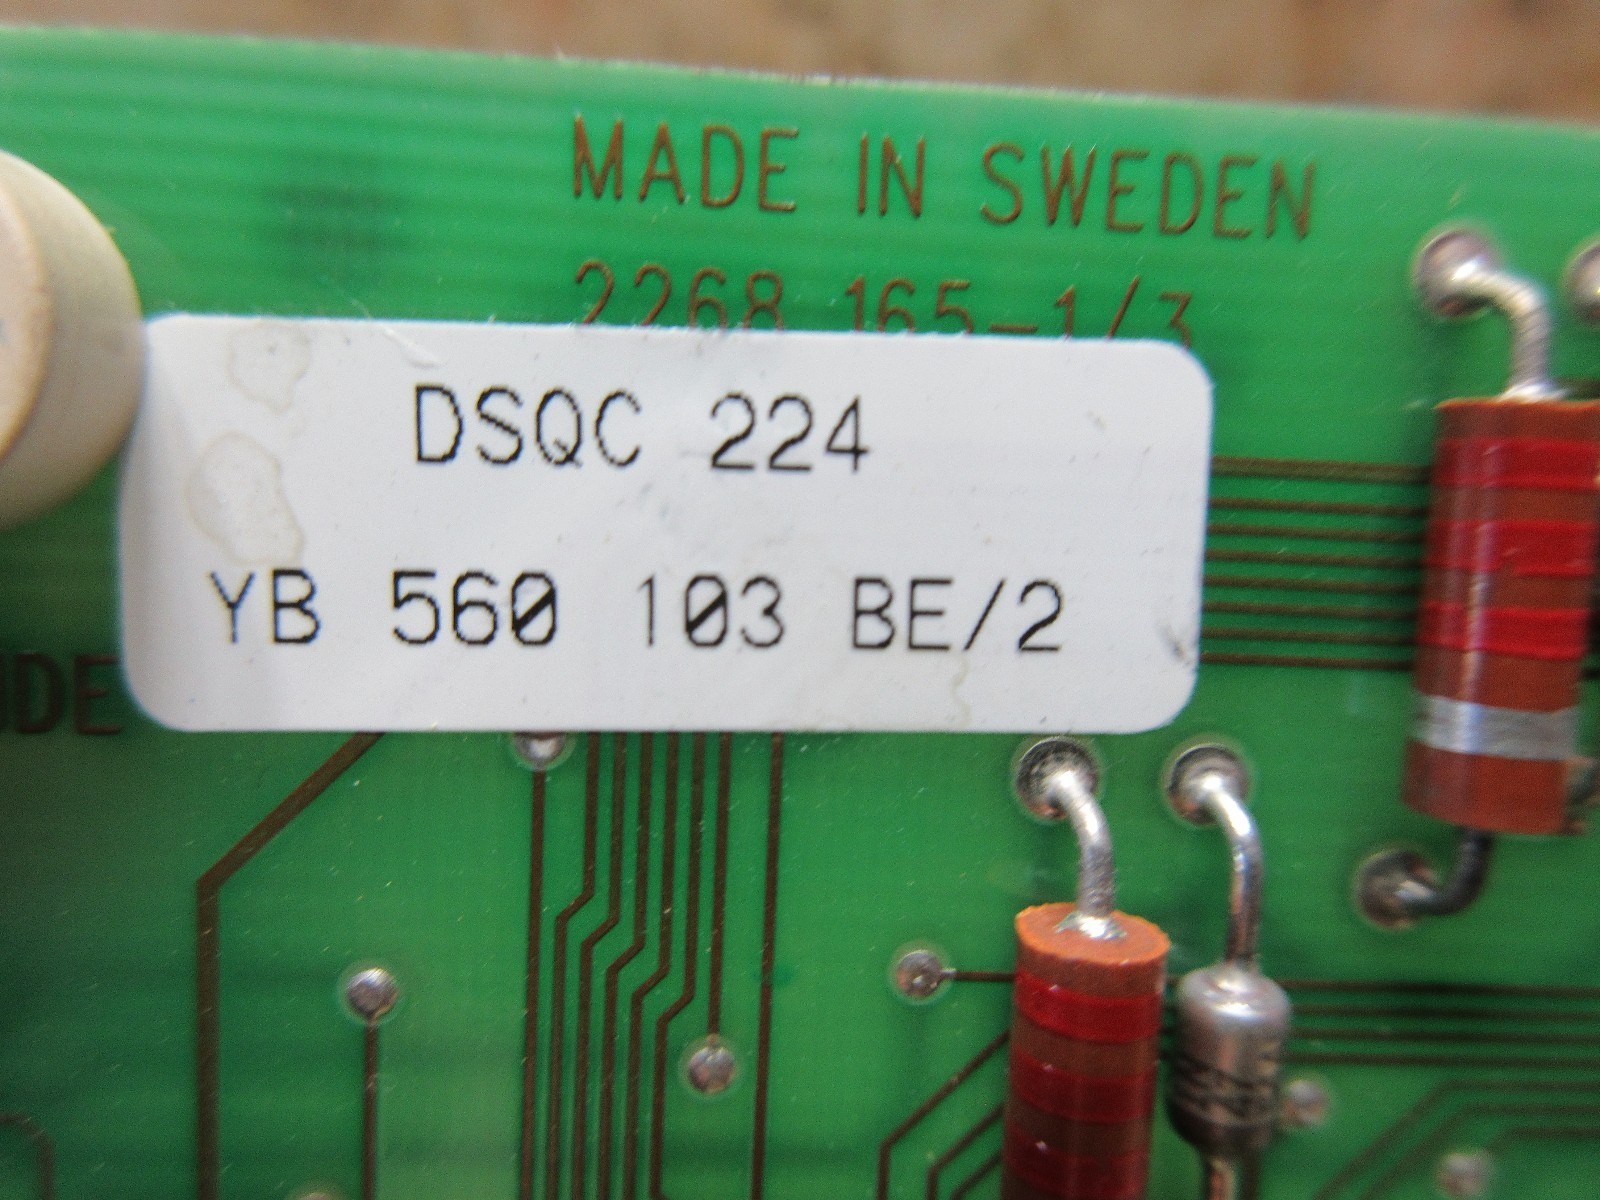 MADE IN SWEDEN
2268 165-1/3
DSQC 224
YB 560 103 BE/2